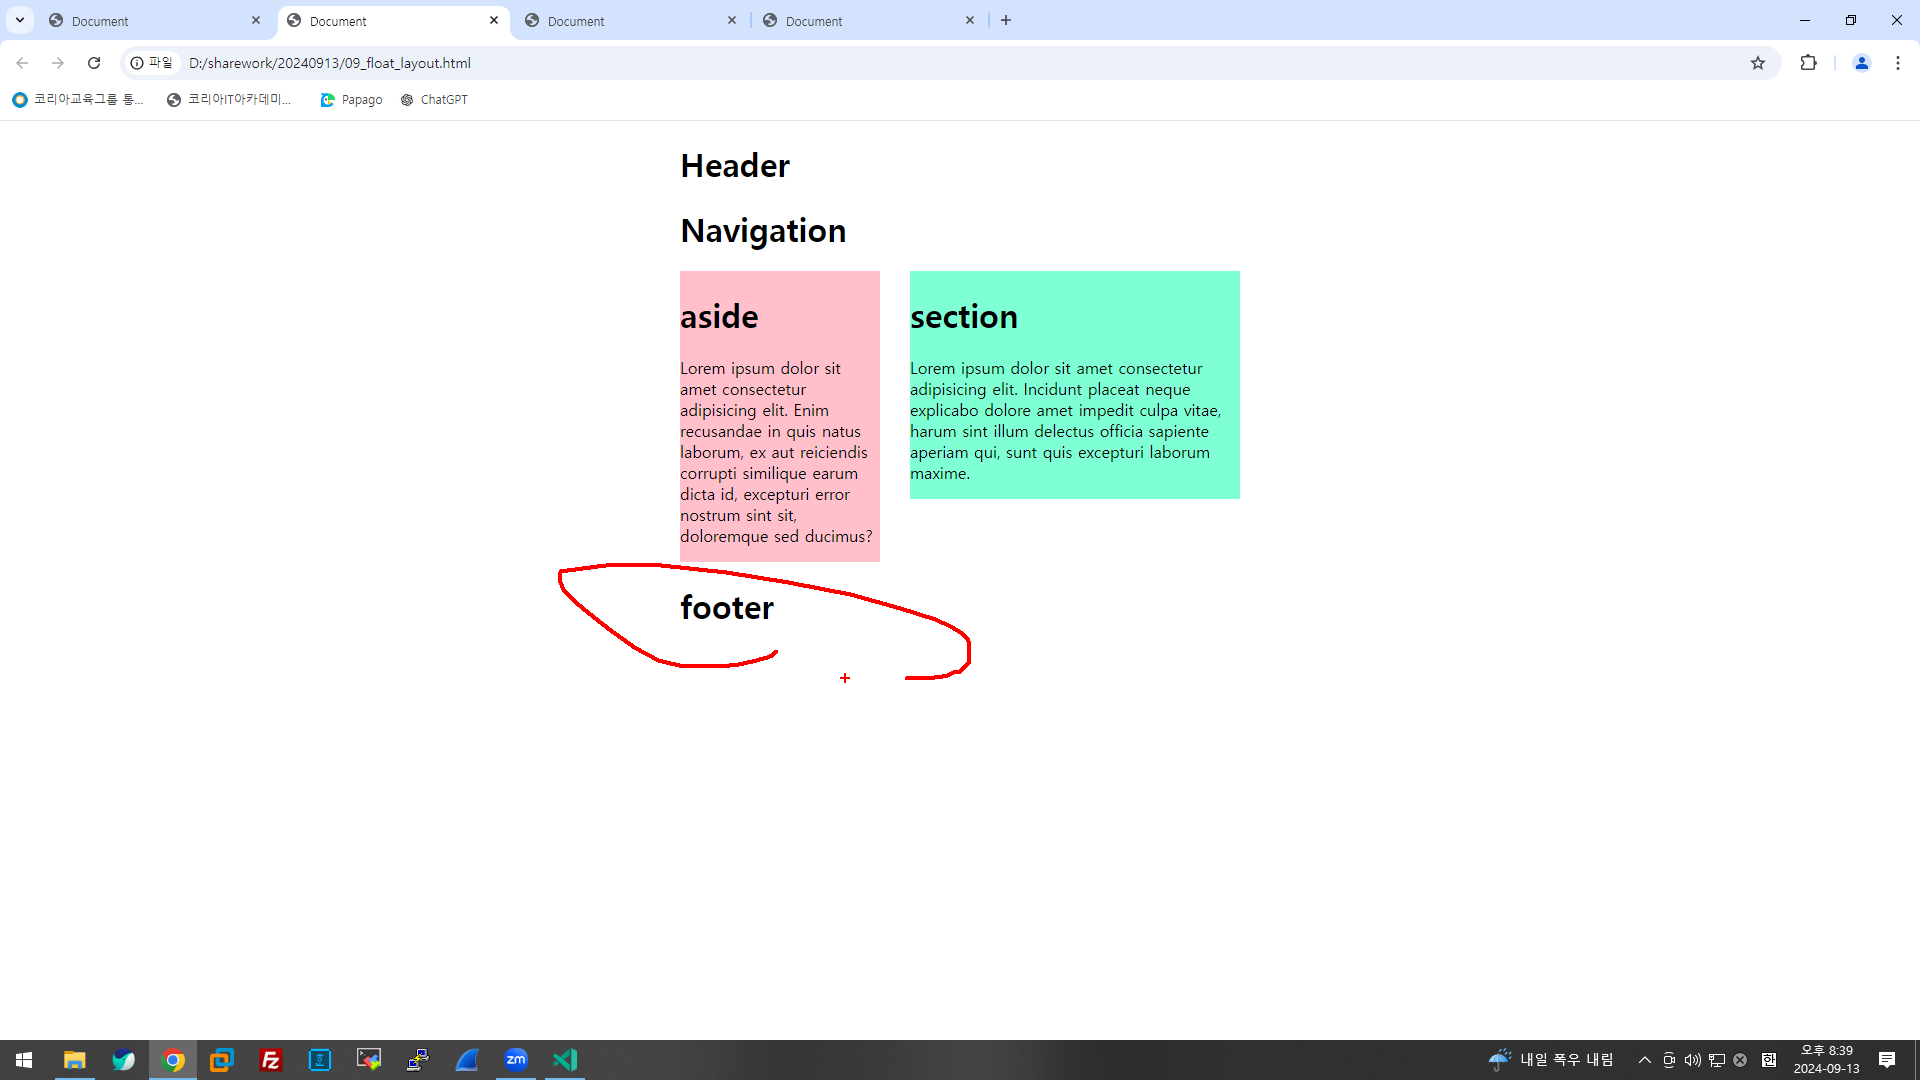 Document
Document
Document
Document
파일
D:/sharework/20240913/09_float_layout.html
코리아교육그룹 통...
코리아IT아카데미...
Papago
ChatGPT
Header
Navigation
aside
Lorem ipsum dolor sit
amet consectetur
adipisicing elit. Enim
recusandae in quis natus
laborum, ex aut reiciendis
corrupti similique earum
dicta id, excepturi error
nostrum sint sit,
doloremque sed ducimus?
section
Lorem ipsum dolor sit amet consectetur
adipisicing elit. Incidunt placeat neque
explicabo dolore amet impedit culpa vitae,
harum sint illum delectus officia sapiente
aperiam qui, sunt quis excepturi laborum
maxime.
footer
Fz
zm
내일 폭우 내림
한
오후 8:39
2024-09-13